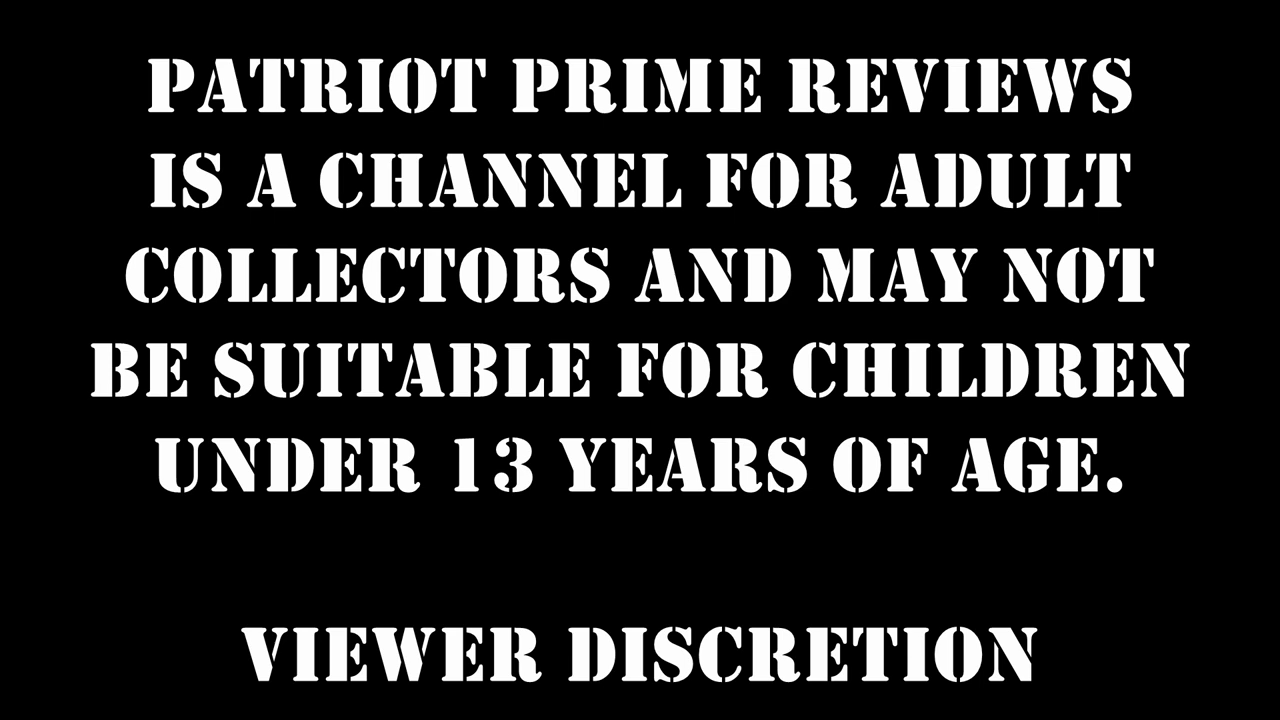 PATRIOT PRIME REVIEWS
IS A CHANNEL FOR ADULT
COLLECTORS AND MAY NOT
BE SUITABLE FOR CHILDREN
UNDER 13 YEARS OF AGE.
VIEWER DISCRETION